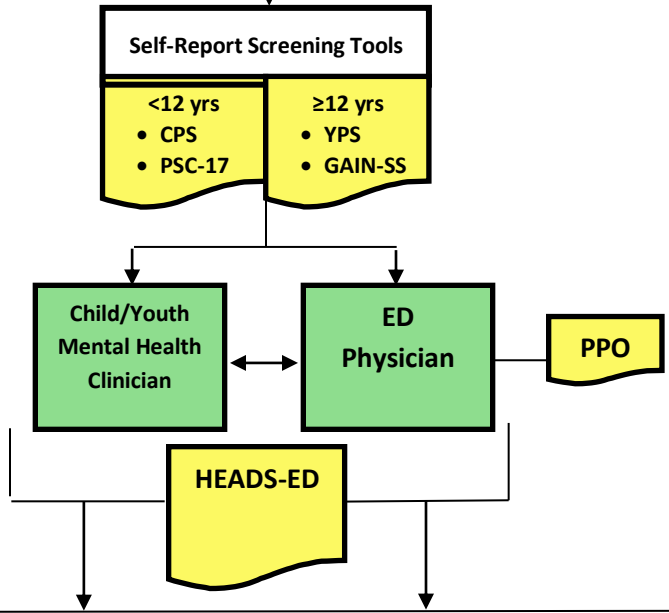 Self-Report Screening Tools
<12 yrs
• CPS
• PSC-17
≥12 yrs
• YPS
• GAIN-SS
Child/Youth
Mental Health
Clinician
ED
Physician
PPO
HEADS-ED